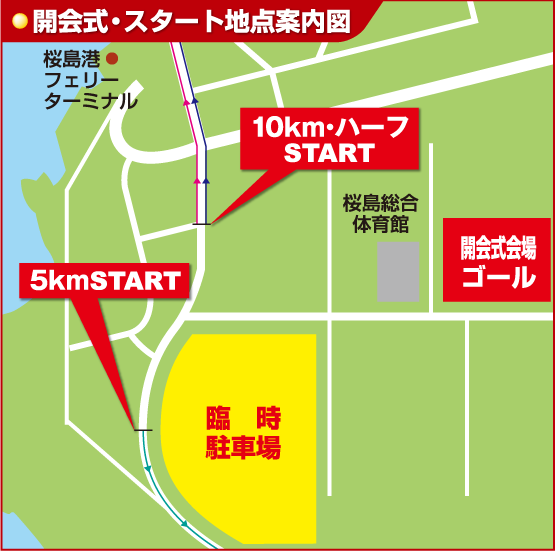 開会式・スタート地点案内図
桜島港
フェリー
ターミナル
10km・ハーフ
START
桜島総合
体育館
開会式会場
ゴール
5kmSTART
臨 時
駐車場